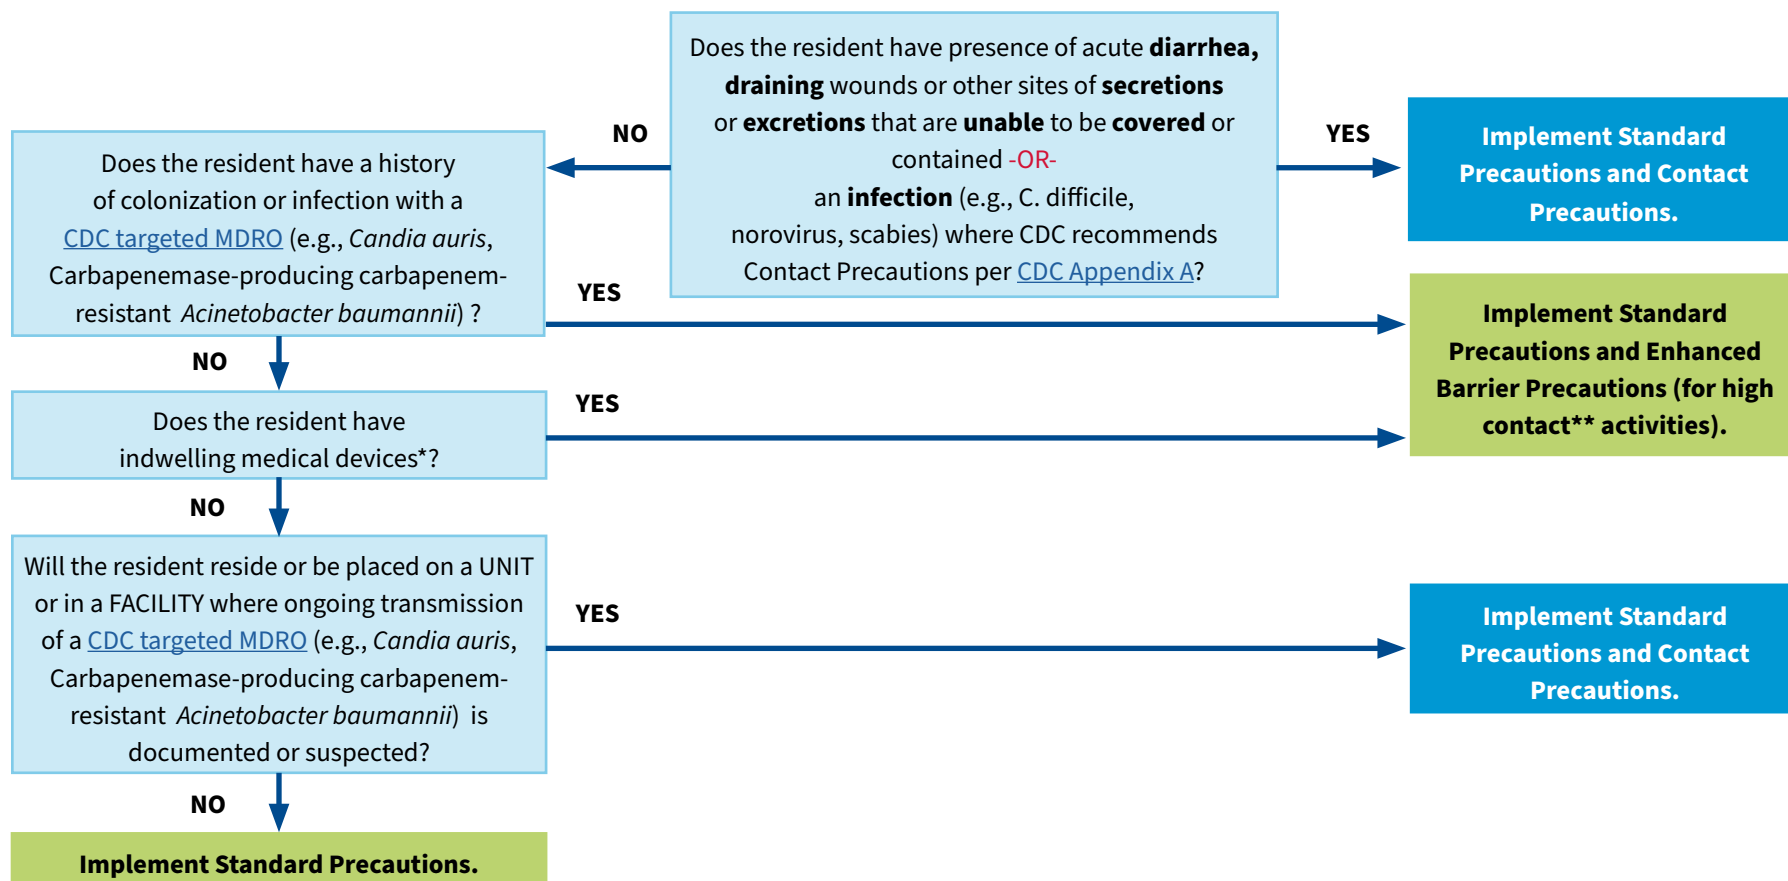 Does the resident have presence of acute diarrhea,
draining wounds or other sites of secretions
or excretions that are unable to be covered or
contained -OR-
an infection (e.g., C. difficile,
norovirus, scabies) where CDC recommends
Contact Precautions per CDC Appendix A?
YES
Implement Standard
Precautions and Contact
Precautions.
NO
Does the resident have a history
of colonization or infection with a
CDC targeted MDRO (e.g., Candia auris,
Carbapenemase-producing carbapenem-
resistant Acinetobacter baumannii) ?
YES
Implement Standard
Precautions and Enhanced
Barrier Precautions (for high
contact** activities).
NO
Does the resident have
indwelling medical devices*?
YES
NO
Will the resident reside or be placed on a UNIT
or in a FACILITY where ongoing transmission
of a CDC targeted MDRO (e.g., Candia auris,
Carbapenemase-producing carbapenem-
resistant Acinetobacter baumannii) is
documented or suspected?
YES
Implement Standard
Precautions and Contact
Precautions.
NO
Implement Standard Precautions.